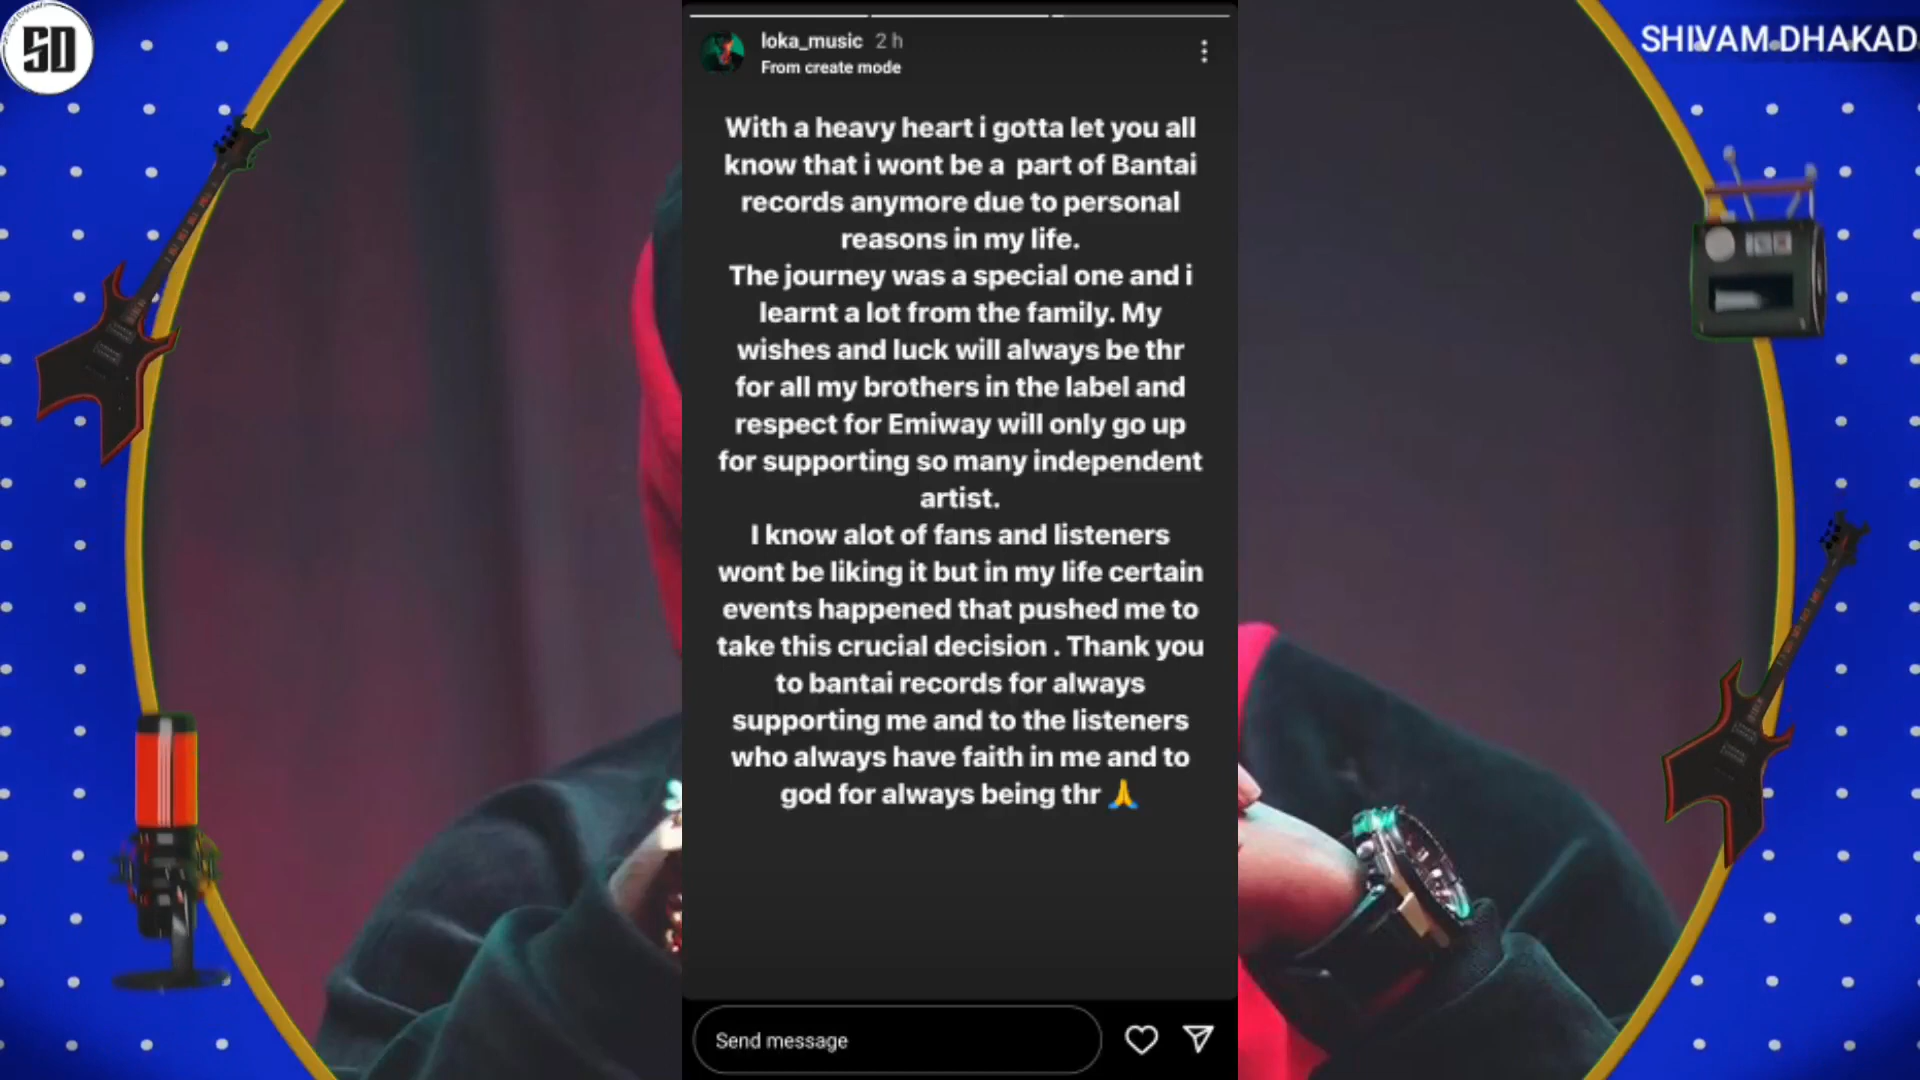 SD
SHIVAM DHAKAD
loka_music 2 h
From create mode
With a heavy heart i gotta let you all
know that i wont be a part of Bantai
records anymore due to personal
reasons in my life.
The journey was a special one and i
learnt a lot from the family. My
wishes and luck will always be thr
for all my brothers in the label and
respect for Emiway will only go up
for supporting so many independent
artist.
I know alot of fans and listeners
wont be liking it but in my life certain
events happened that pushed me to
take this crucial decision . Thank you
to bantai records for always
supporting me and to the listeners
who always have faith in me and to
god for always being thr 🙏
Send message